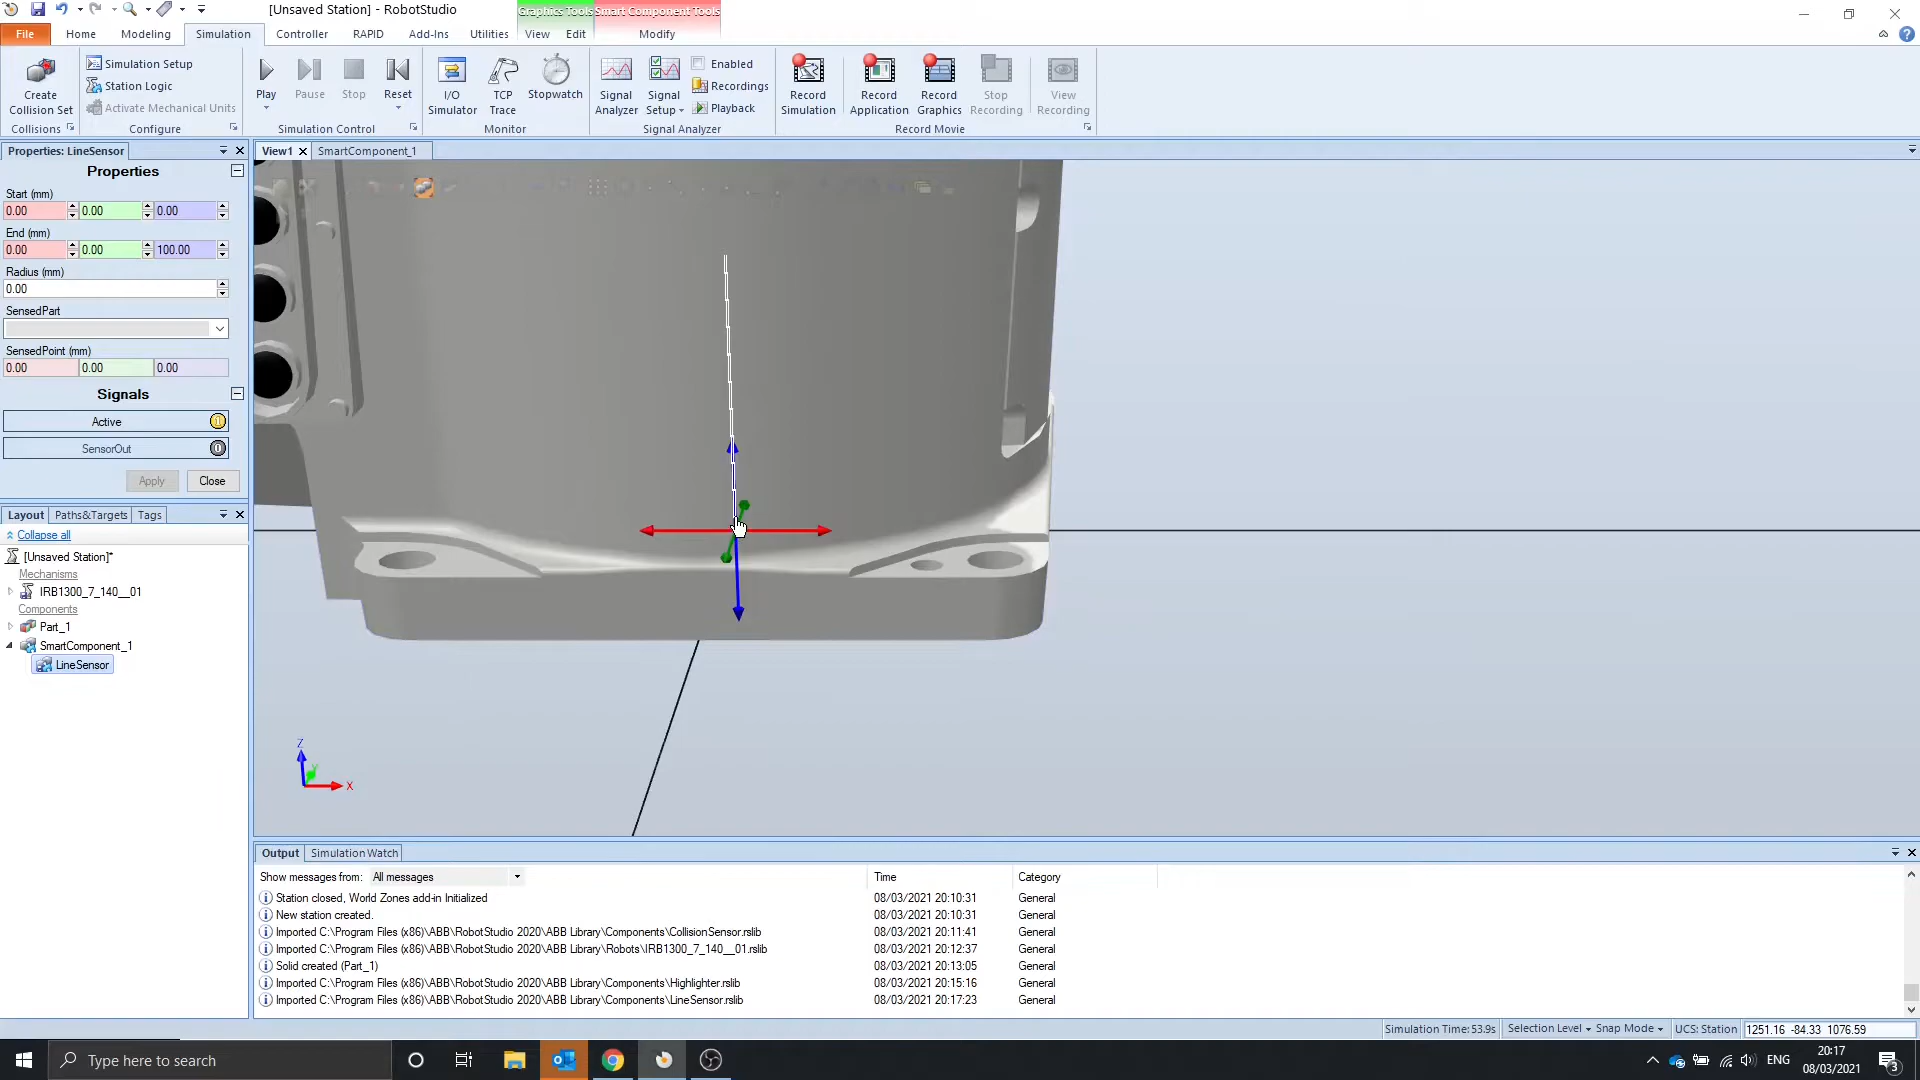 [Unsaved Station] - RobotStudio
Graphics Tools Smart Component Tools
File Home Modeling Simulation Controller RAPID Add-Ins Utilities View Edit Modify
Create Collision Set
Collisions
Simulation Setup
Station Logic
Activate Mechanical Units
Configure
Play
Pause
Stop
Reset
Simulation Control
I/O Simulator
TCP Trace
Stopwatch
Monitor
Signal Analyzer
Signal Setup
Enabled
Recordings
Playback
Signal Analyzer
Record Simulation
Record Application
Record Graphics
Stop Recording
View Recording
Record Movie
Properties: LineSensor
View1
SmartComponent_1
Properties
Start (mm)
0.00 0.00 0.00
End (mm)
0.00 0.00 100.00
Radius (mm)
0.00
SensedPart
SensedPoint (mm)
0.00 0.00 0.00
Signals
Active
SensorOut
Apply Close
Layout Paths&Targets Tags
Collapse all
[Unsaved Station]*
Mechanisms
IRB1300_7_140__01
Components
Part_1
SmartComponent_1
LineSensor
Z
Y
X
Output Simulation Watch
Show messages from: All messages Time Category
Station closed, World Zones add-in Initialized 08/03/2021 20:10:31 General
New station created. 08/03/2021 20:10:31 General
Imported C:\Program Files (x86)\ABB\RobotStudio 2020\ABB Library\Components\CollisionSensor.rslib 08/03/2021 20:11:41 General
Imported C:\Program Files (x86)\ABB\RobotStudio 2020\ABB Library\Robots\IRB1300_7_140__01.rslib 08/03/2021 20:12:37 General
Solid created (Part_1) 08/03/2021 20:13:05 General
Imported C:\Program Files (x86)\ABB\RobotStudio 2020\ABB Library\Components\Highlighter.rslib 08/03/2021 20:15:16 General
Imported C:\Program Files (x86)\ABB\RobotStudio 2020\ABB Library\Components\LineSensor.rslib 08/03/2021 20:17:23 General
Simulation Time: 53.9s Selection Level Snap Mode UCS: Station 1251.16 -84.33 1076.59
Type here to search
ENG
20:17
08/03/2021
3